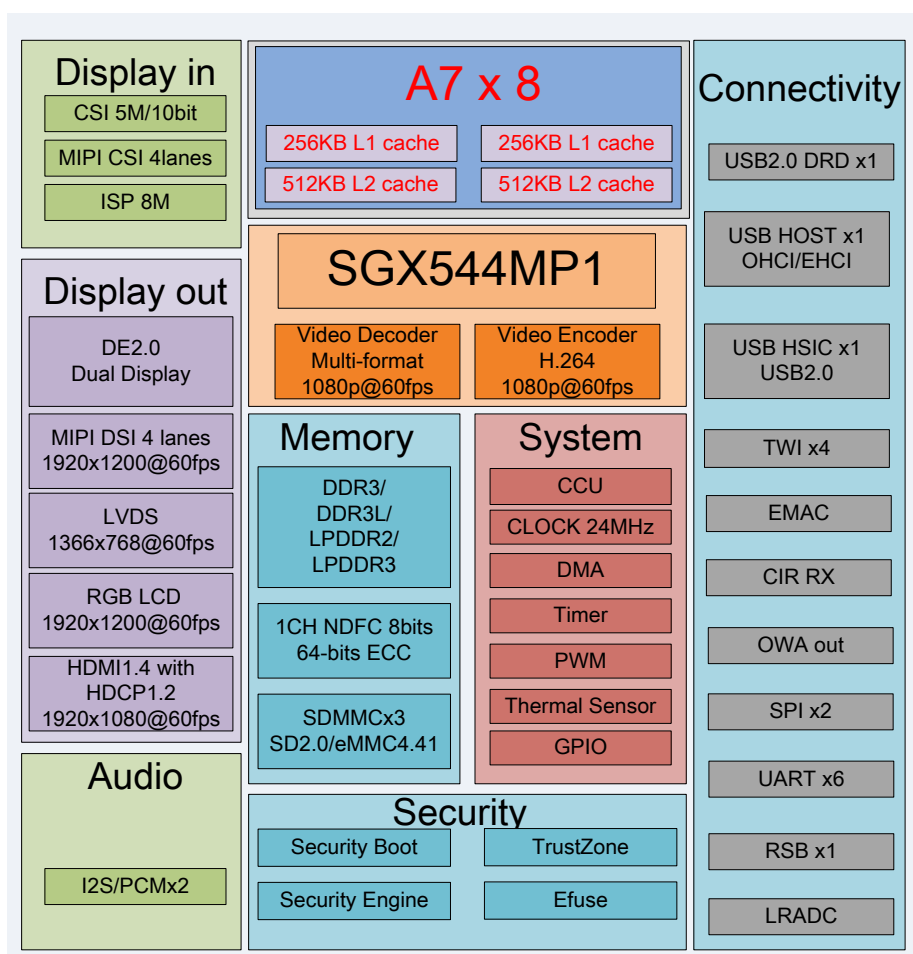 Display in
CSI 5M/10bit
MIPI CSI 4lanes
ISP 8M
Display out
DE2.0
Dual Display
MIPI DSI 4 lanes
1920x1200@60fps
LVDS
1366x768@60fps
RGB LCD
1920x1200@60fps
HDMI1.4 with
HDCP1.2
1920x1080@60fps
Audio
I2S/PCMx2
A7 x 8
256KB L1 cache
256KB L1 cache
512KB L2 cache
512KB L2 cache
SGX544MP1
Video Decoder
Multi-format
1080p@60fps
Video Encoder
H.264
1080p@60fps
Memory
DDR3/
DDR3L/
LPDDR2/
LPDDR3
1CH NDFC 8bits
64-bits ECC
SDMMCx3
SD2.0/eMMC4.41
System
CCU
CLOCK 24MHz
DMA
Timer
PWM
Thermal Sensor
GPIO
Security
Security Boot
TrustZone
Security Engine
Efuse
Connectivity
USB2.0 DRD x1
USB HOST x1
OHCI/EHCI
USB HSIC x1
USB2.0
TWI x4
EMAC
CIR RX
OWA out
SPI x2
UART x6
RSB x1
LRADC